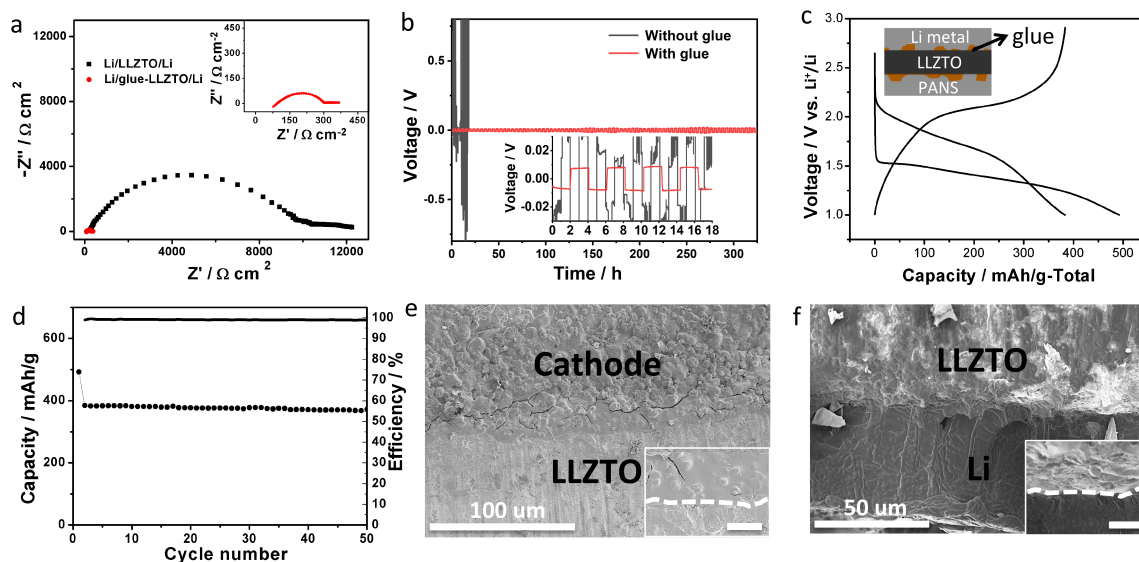 a
12000
8000
4000
0
-Z'' / Ω cm²
0
4000
8000
12000
Z' / Ω cm²
Li/LLZTO/Li
Li/glue-LLZTO/Li
450
300
150
0
Z'' / Ω cm⁻²
0
150
300
450
Z' / Ω cm⁻²
b
0.5
0.0
-0.5
Voltage / V
0
50
100
150
200
250
300
Time / h
Without glue
With glue
0.02
0.00
-0.02
Voltage / V
0 2 4 6 8 10 12 14 16 18
c
3.0
2.5
2.0
1.5
1.0
Voltage / V vs. Li⁺/Li
0
100
200
300
400
500
Capacity / mAh/g-Total
Li metal
LLZTO
PANS
glue
d
600
400
200
0
Capacity / mAh/g
0
10
20
30
40
50
Cycle number
100
90
80
70
60
50
40
30
20
10
0
Efficiency / %
e
Cathode
LLZTO
100 um
f
LLZTO
Li
50 um